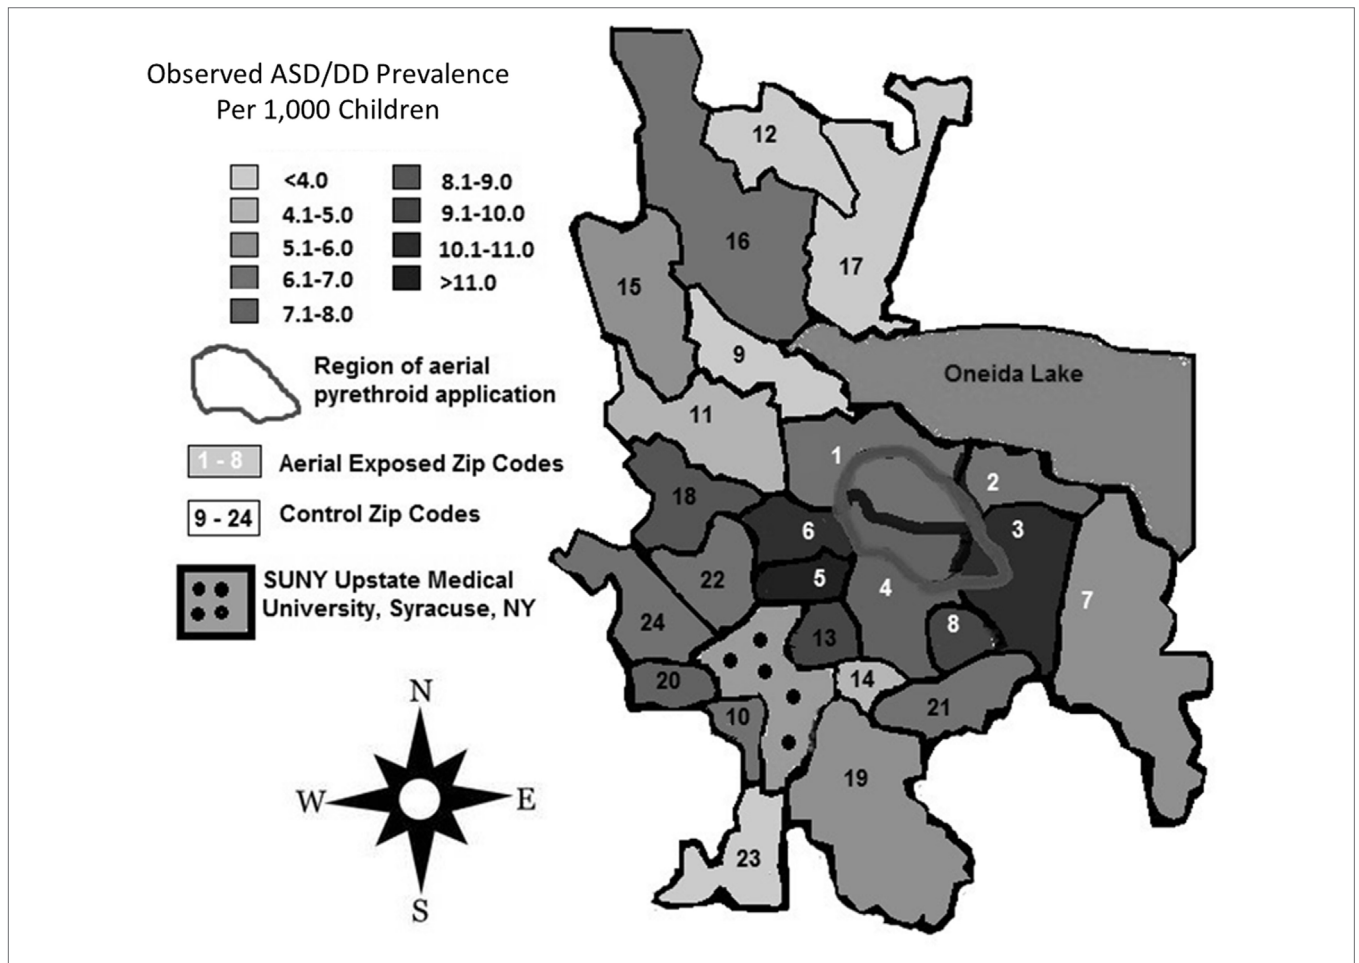 Observed ASD/DD Prevalence
Per 1,000 Children
<4.0
4.1-5.0
5.1-6.0
6.1-7.0
7.1-8.0
8.1-9.0
9.1-10.0
10.1-11.0
>11.0
Region of aerial
pyrethroid application
1 - 8
Aerial Exposed Zip Codes
9 - 24
Control Zip Codes
SUNY Upstate Medical
University, Syracuse, NY
N
W
E
S
12
16
17
15
9
Oneida Lake
11
1
2
18
6
3
5
22
4
7
24
8
13
20
14
10
21
19
23